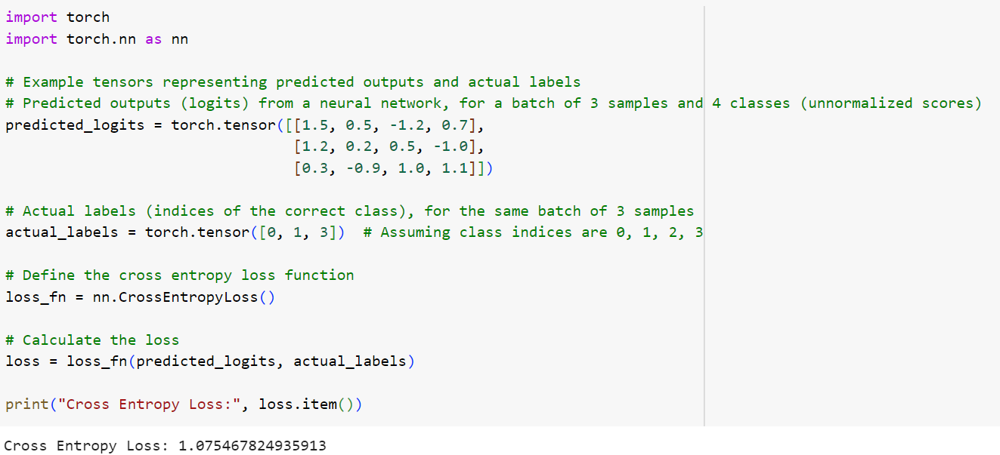 import torch
import torch.nn as nn
# Example tensors representing predicted outputs and actual labels
# Predicted outputs (logits) from a neural network, for a batch of 3 samples and 4 classes (unnormalized scores)
predicted_logits = torch.tensor([[1.5, 0.5, -1.2, 0.7],
[1.2, 0.2, 0.5, -1.0],
[0.3, -0.9, 1.0, 1.1]])
# Actual labels (indices of the correct class), for the same batch of 3 samples
actual_labels = torch.tensor([0, 1, 3])  # Assuming class indices are 0, 1, 2, 3
# Define the cross entropy loss function
loss_fn = nn.CrossEntropyLoss()
# Calculate the loss
loss = loss_fn(predicted_logits, actual_labels)
print("Cross Entropy Loss:", loss.item())
Cross Entropy Loss: 1.075467824935913